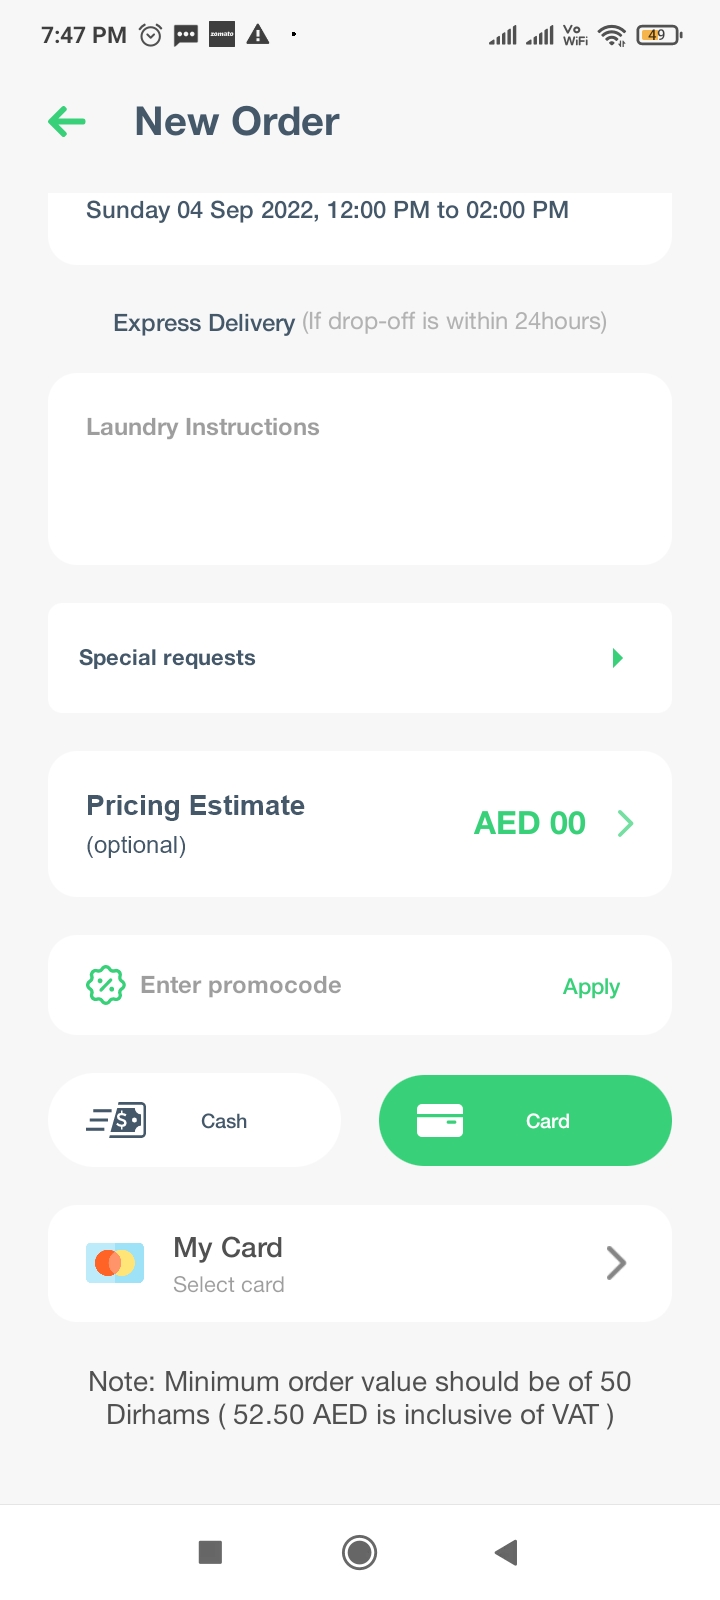 7:47 PM
zomato
Vo
WiFi
49
New Order
Sunday 04 Sep 2022, 12:00 PM to 02:00 PM
Express Delivery (If drop-off is within 24hours)
Laundry Instructions
Special requests
Pricing Estimate
(optional)
AED 00
Enter promocode
Apply
Cash
Card
My Card
Select card
Note: Minimum order value should be of 50
Dirhams ( 52.50 AED is inclusive of VAT )